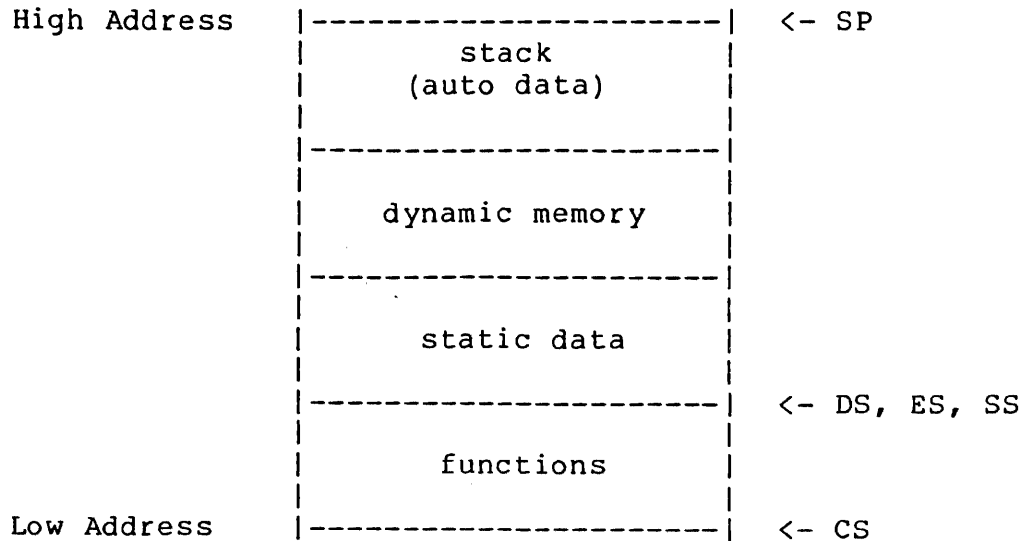 High Address |-----------------------| <- SP
stack
(auto data)
|-----------------------|
dynamic memory
|-----------------------|
static data
|-----------------------| <- DS, ES, SS
functions
Low Address |-----------------------| <- CS